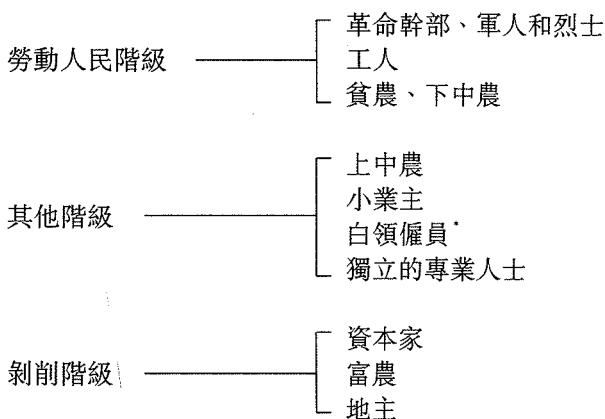 勞動人民階級
革命幹部、軍人和烈士
工人
貧農、下中農
其他階級
上中農
小業主
白領僱員*
獨立的專業人士
剝削階級
資本家
富農
地主